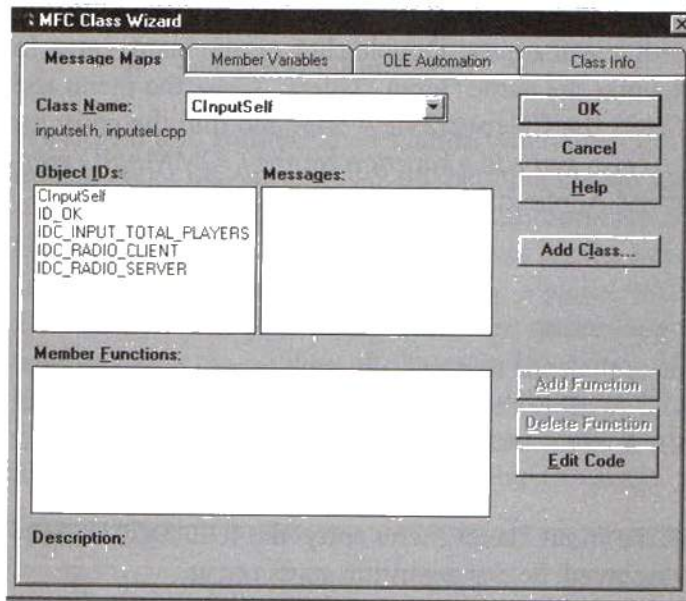 MFC Class Wizard
Message Maps
Member Variables
OLE Automation
Class Info
Class Name:
CInputSelf
inputsel.h, inputsel.cpp
OK
Cancel
Help
Add Class...
Object IDs:
Messages:
CInputSelf
ID_OK
IDC_INPUT_TOTAL_PLAYERS
IDC_RADIO_CLIENT
IDC_RADIO_SERVER
Member Functions:
Add Function
Delete Function
Edit Code
Description: